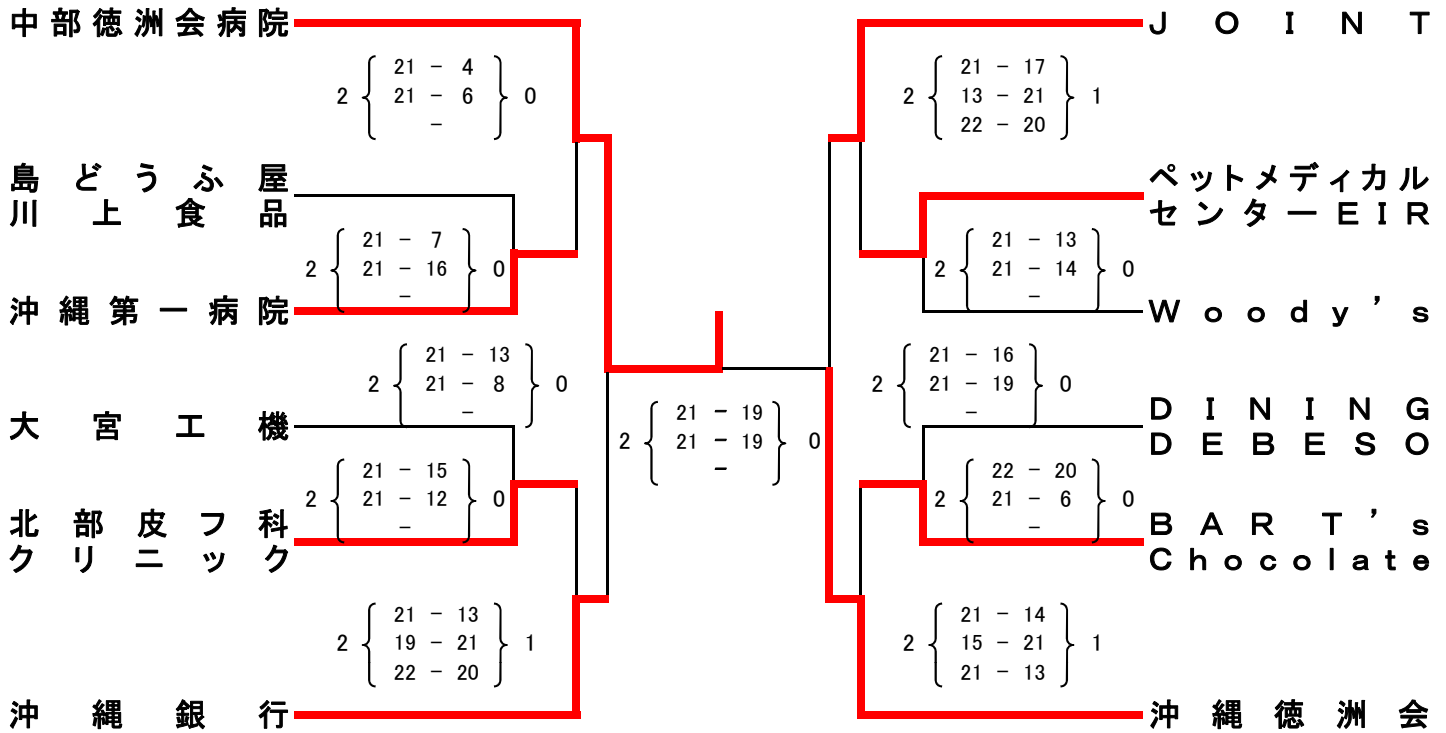 中部徳洲会病院
2 { 21 － 4 } 0
21 － 6
－
島どうふ屋
川上食品
2 { 21 － 7 } 0
21 － 16
－
沖縄第一病院
2 { 21 － 13 } 0
21 － 8
－
大宮工機
2 { 21 － 15 } 0
21 － 12
－
北部皮フ科
クリニック
2 { 21 － 13 } 1
19 － 21
22 － 20
沖縄銀行
2 { 21 － 19 } 0
21 － 19
－
ＪＯＩＮＴ
2 { 21 － 17 } 1
13 － 21
22 － 20
ペットメディカル
センターＥＩＲ
2 { 21 － 13 } 0
21 － 14
－
Ｗｏｏｄｙ’ｓ
2 { 21 － 16 } 0
21 － 19
－
ＤＩＮＩＮＧ
ＤＥＢＥＳＯ
2 { 22 － 20 } 0
21 － 6
－
ＢＡＲ Ｔ’ｓ
Ｃｈｏｃｏｌａｔｅ
2 { 21 － 14 } 1
15 － 21
21 － 13
沖縄徳洲会